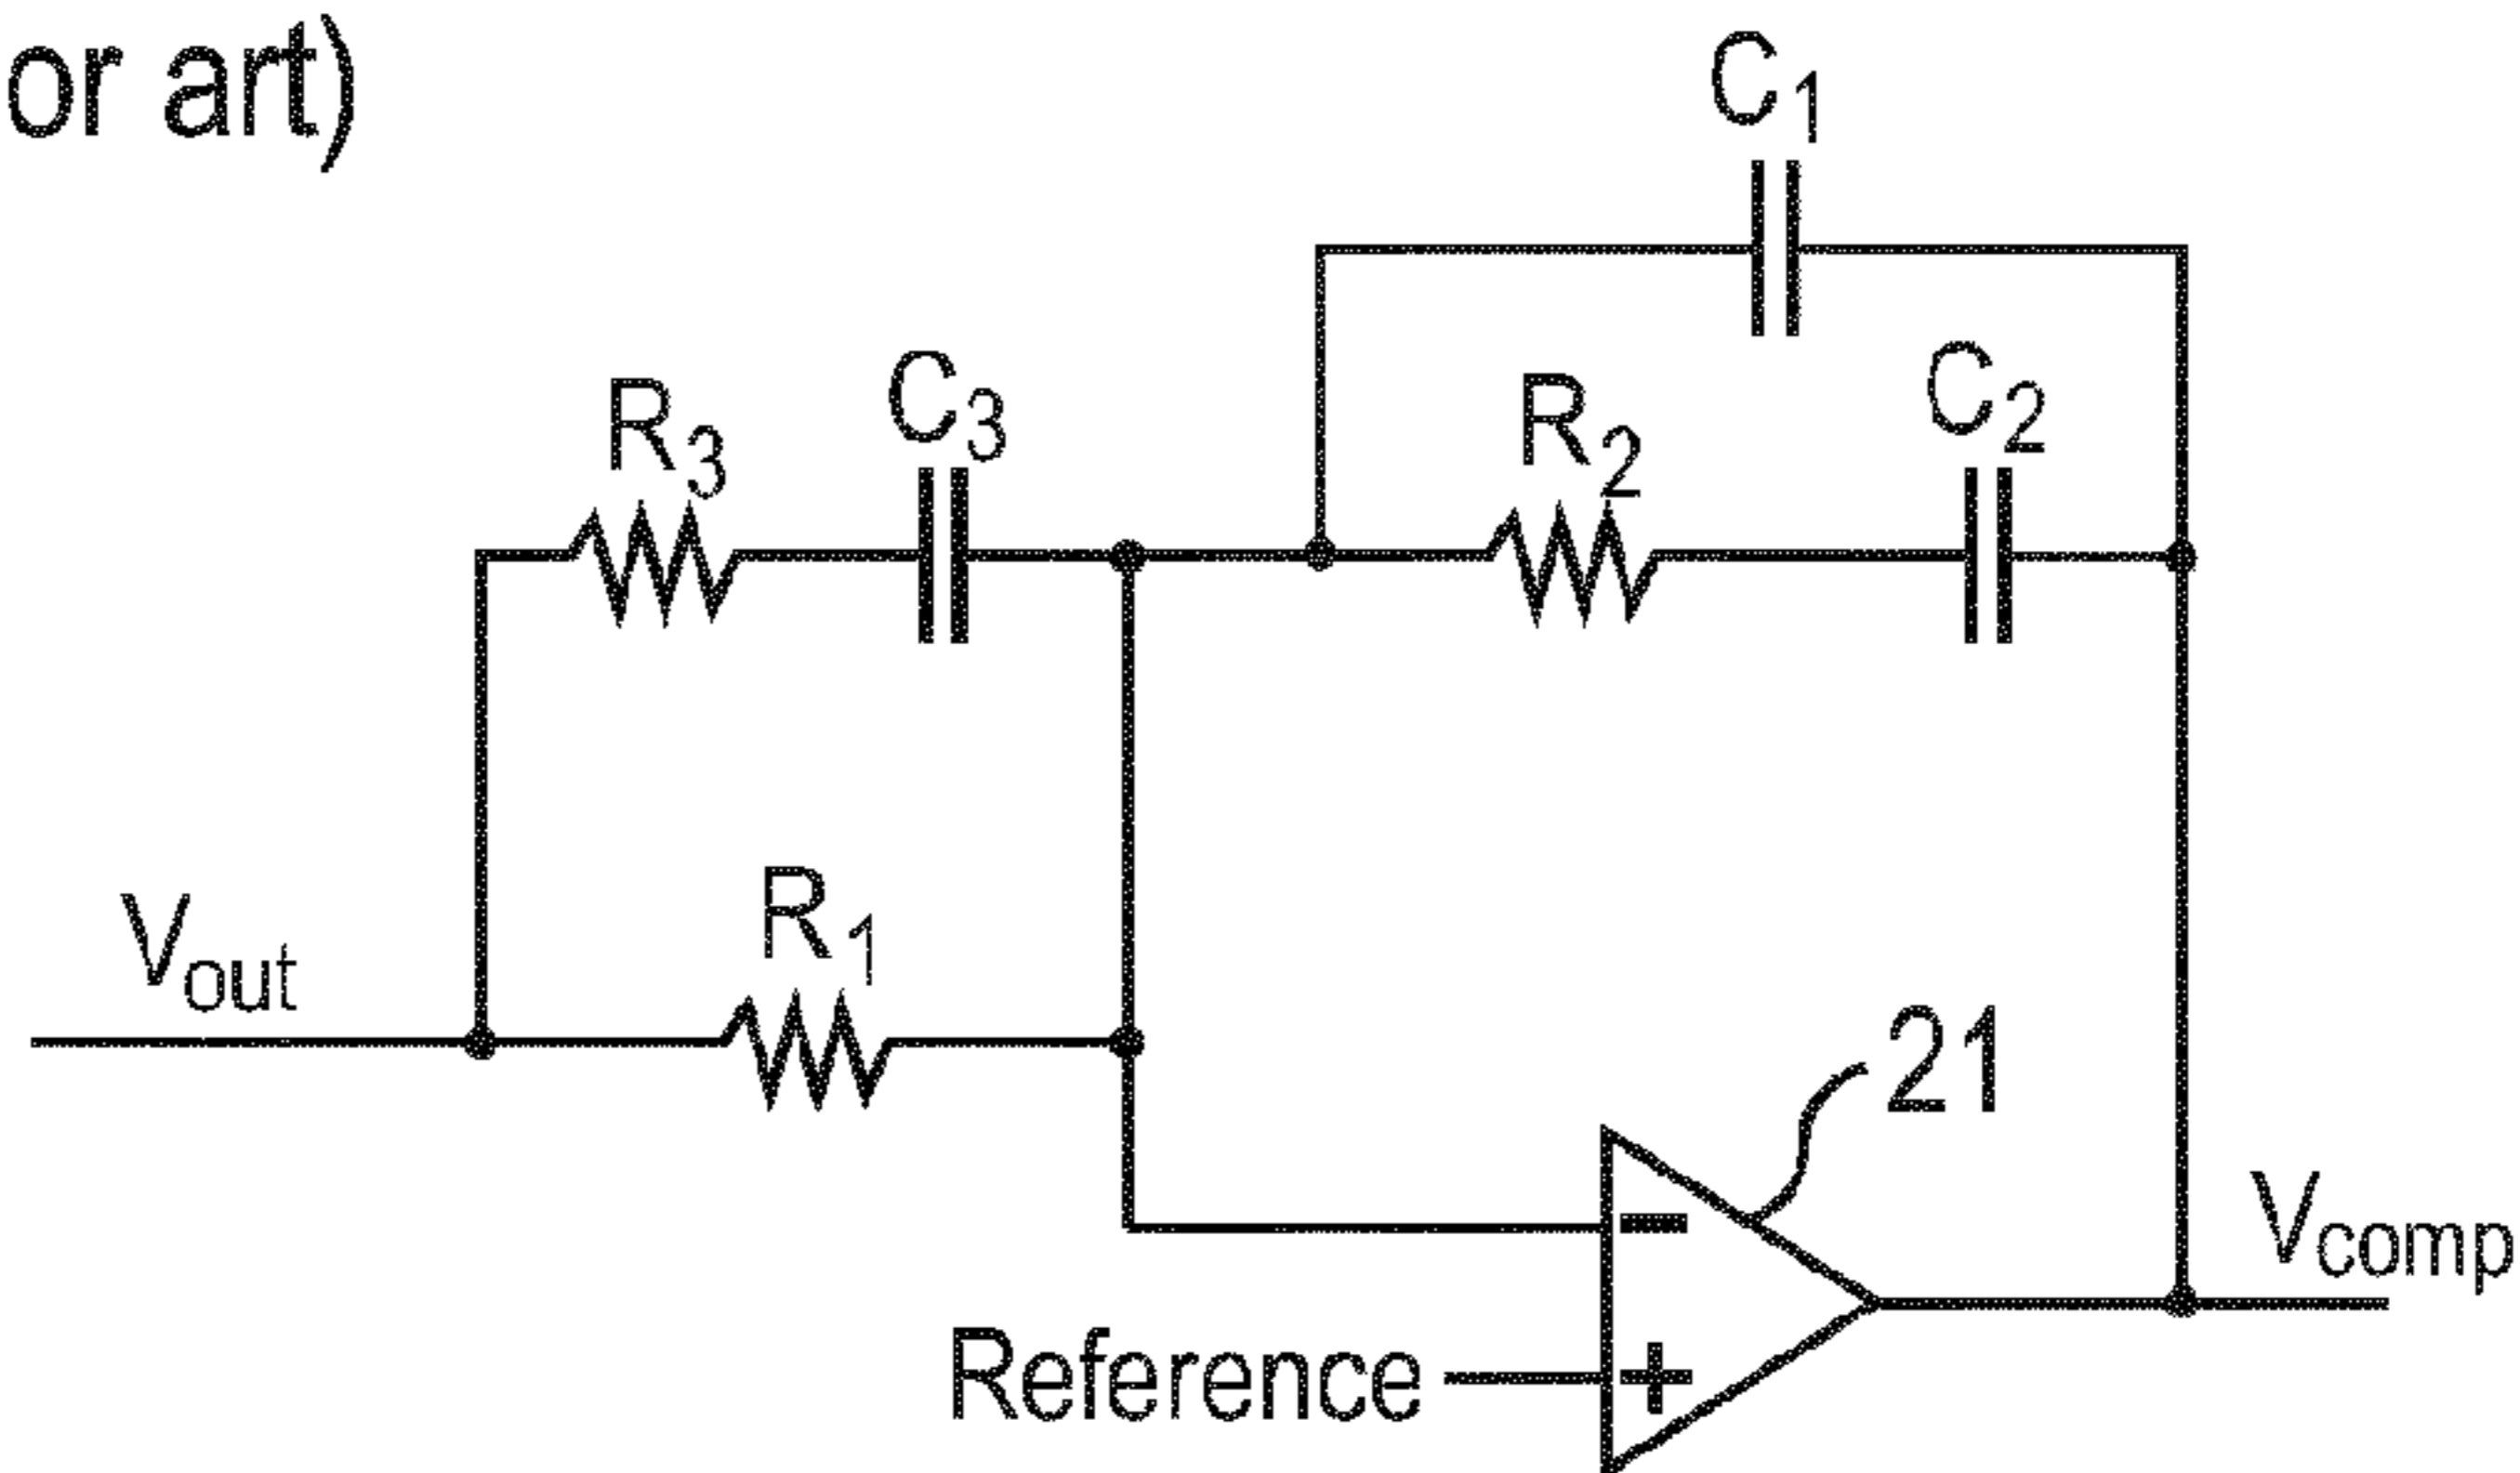 or art)
C1
R3
C3
R2
C2
R1
Vout
21
Vcomp
Reference
-
+